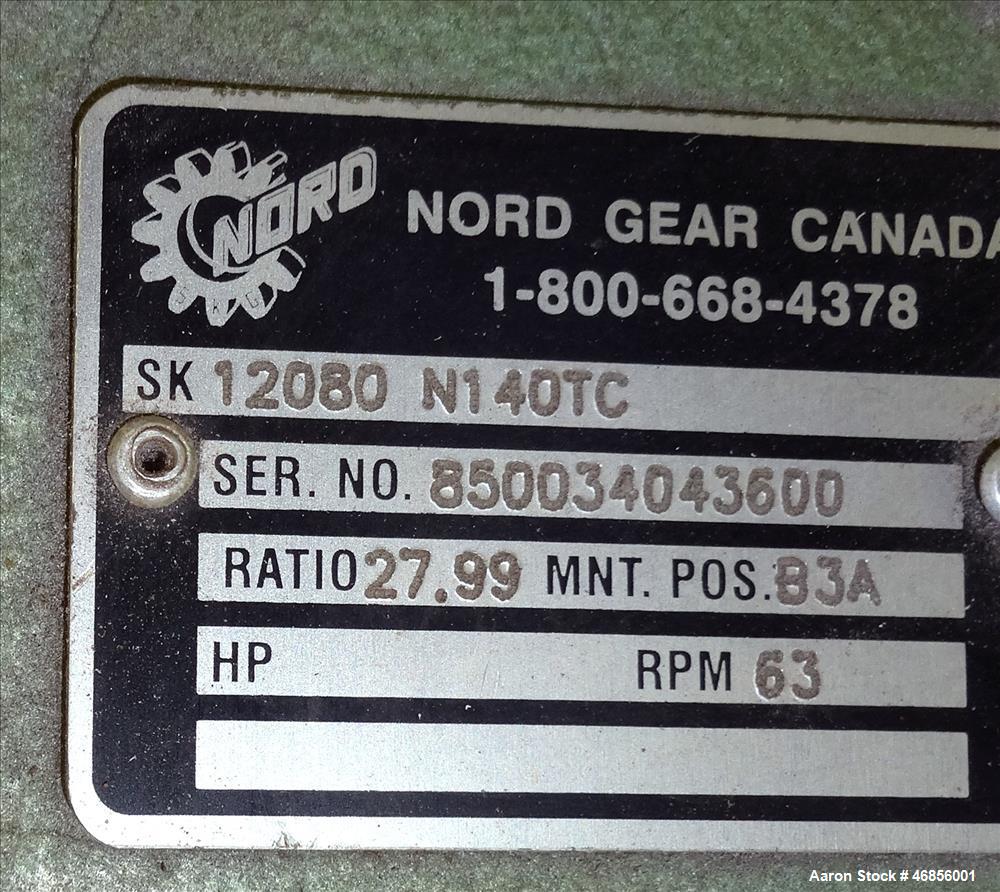 NORD
NORD GEAR CANADA
1-800-668-4378
SK 12080 N140TC
SER. NO. 850034043600
RATIO 27.99 MNT. POS. B3A
HP RPM 63
Aaron Stock # 46856001